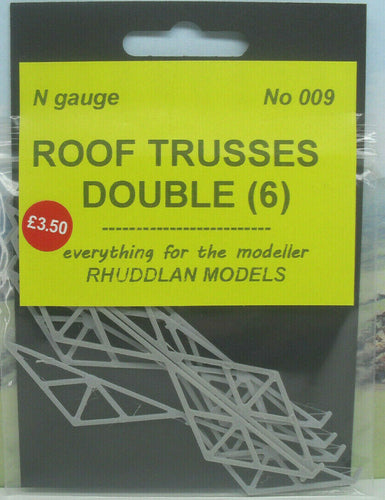 N gauge No 009
ROOF TRUSSES
DOUBLE (6)
-------------------------
£3.50
everything for the modeller
RHUDDLAN MODELS